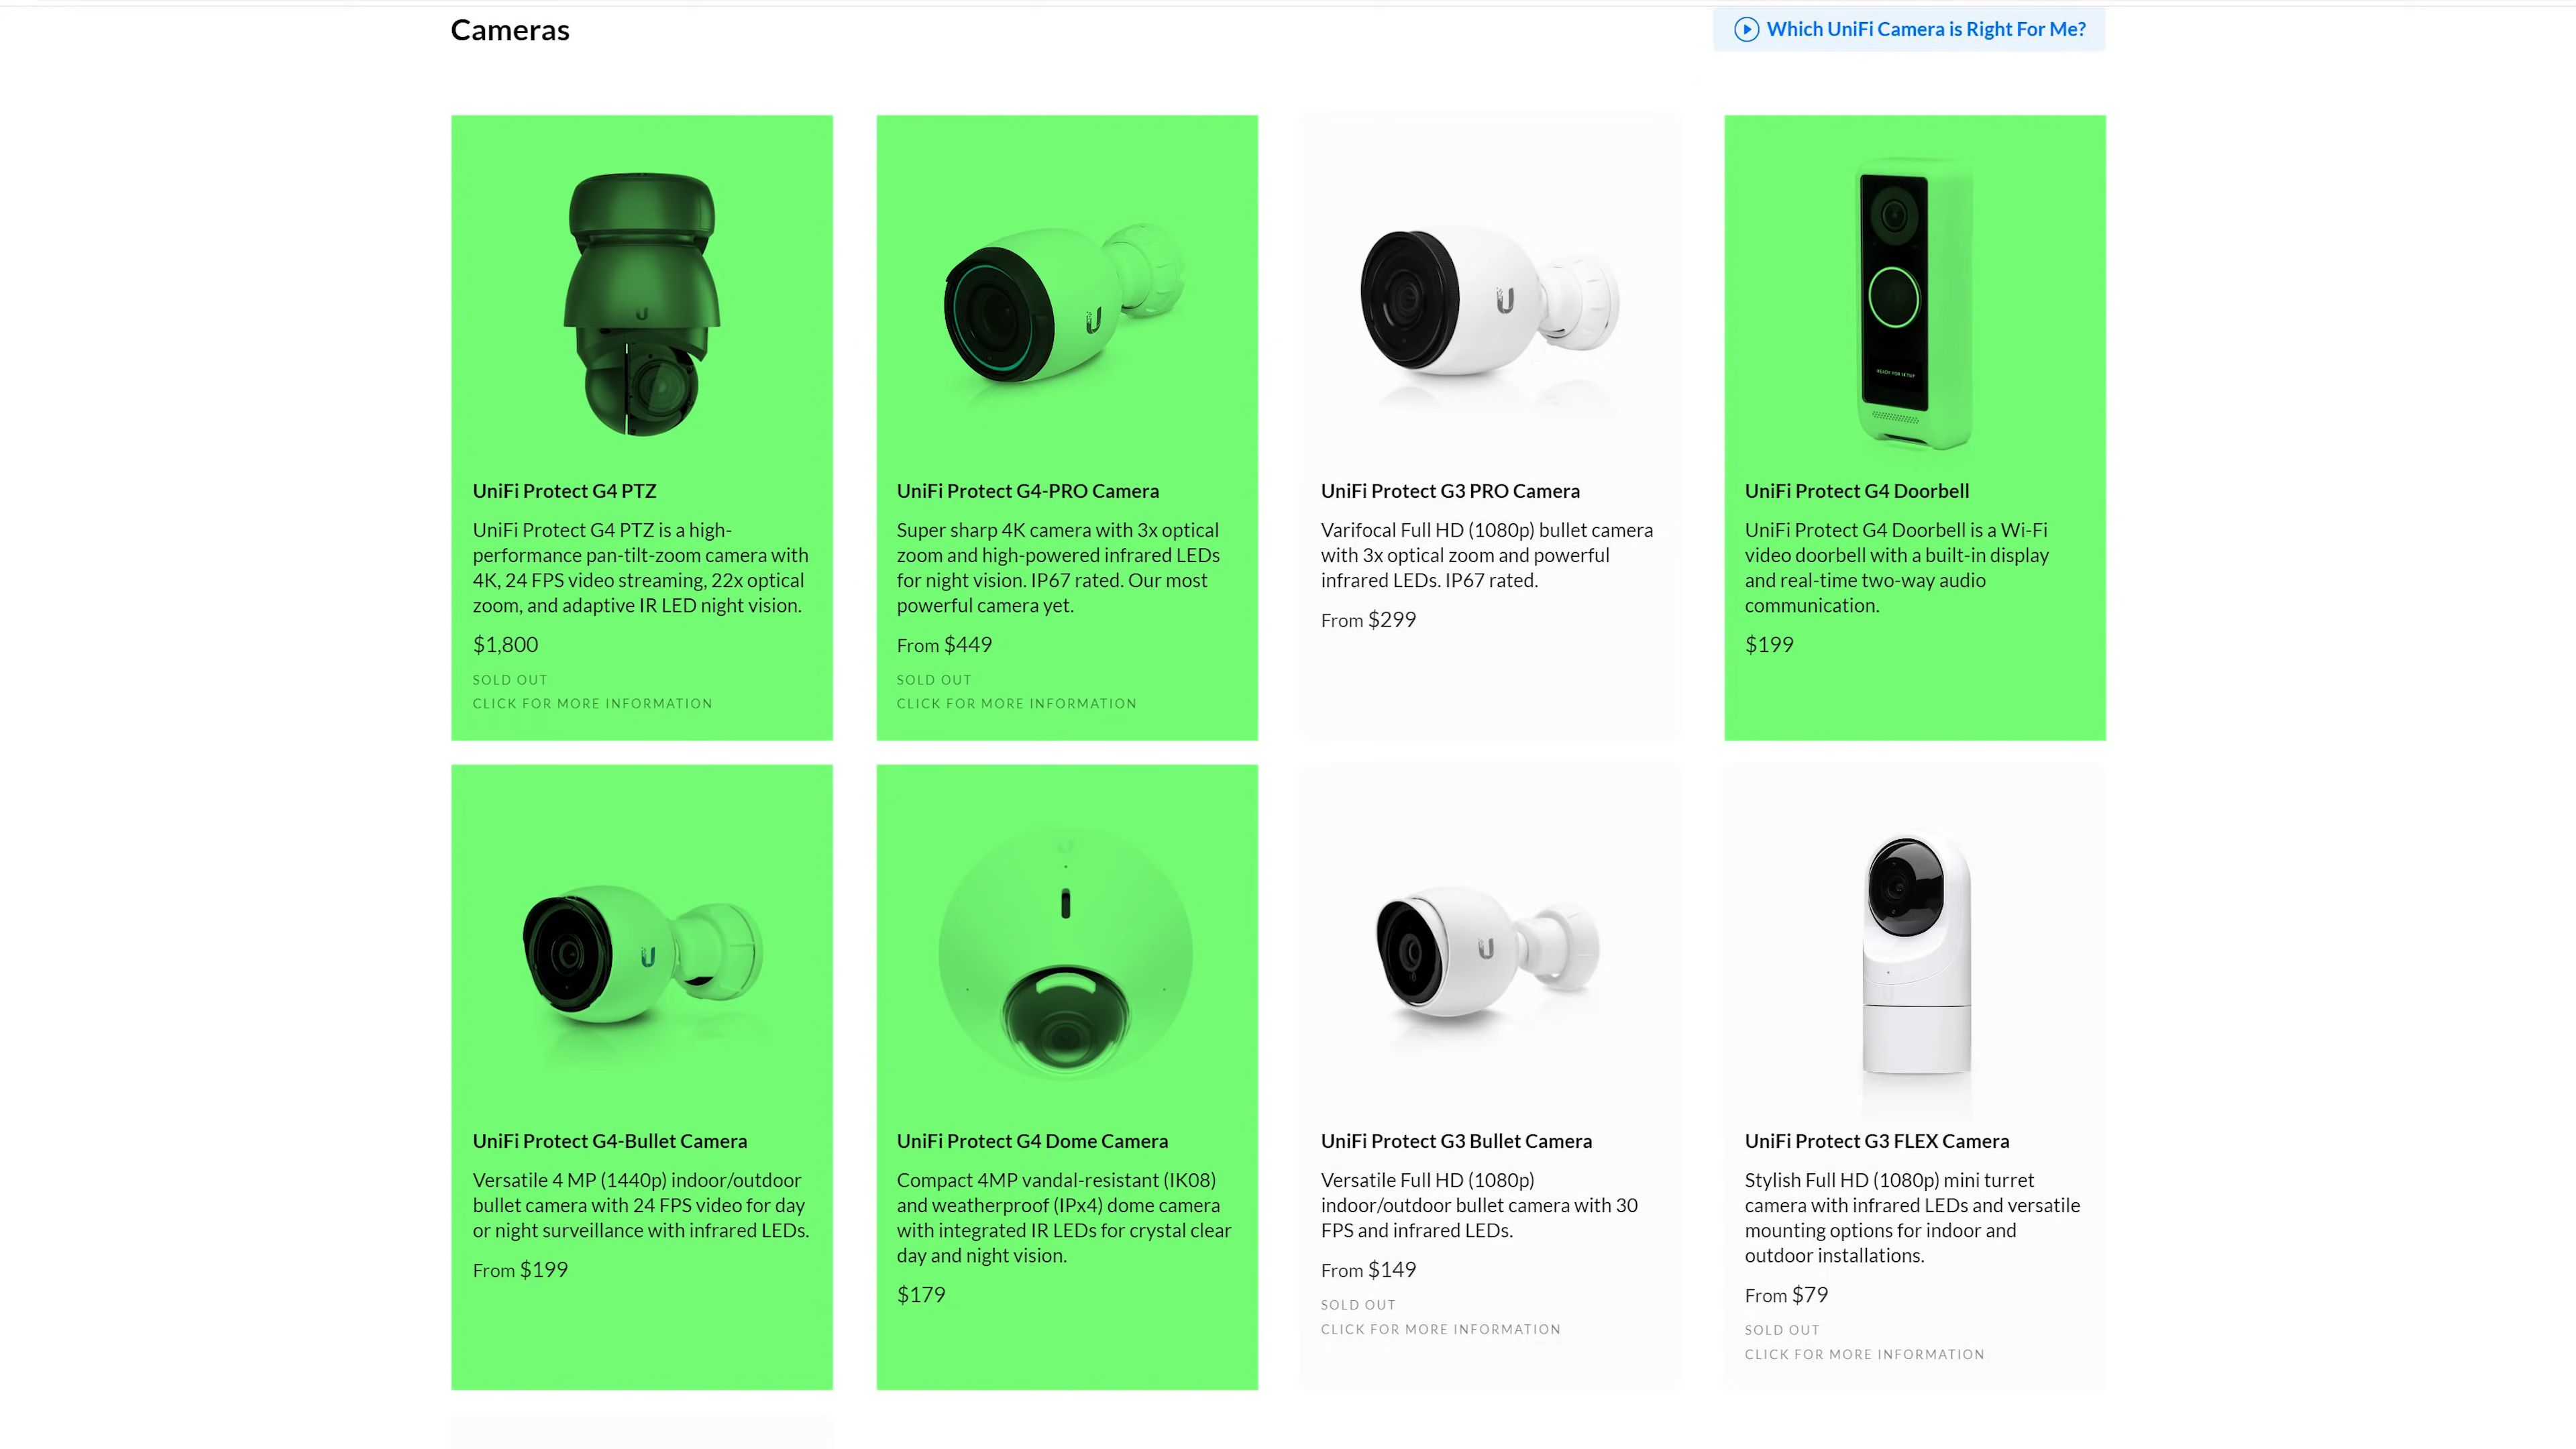 Cameras
Which UniFi Camera is Right For Me?
UniFi Protect G4 PTZ
UniFi Protect G4 PTZ is a high-
performance pan-tilt-zoom camera with
4K, 24 FPS video streaming, 22x optical
zoom, and adaptive IR LED night vision.
$1,800
SOLD OUT
CLICK FOR MORE INFORMATION
UniFi Protect G4-PRO Camera
Super sharp 4K camera with 3x optical
zoom and high-powered infrared LEDs
for night vision. IP67 rated. Our most
powerful camera yet.
From $449
SOLD OUT
CLICK FOR MORE INFORMATION
UniFi Protect G3 PRO Camera
Varifocal Full HD (1080p) bullet camera
with 3x optical zoom and powerful
infrared LEDs. IP67 rated.
From $299
READY FOR SETUP
UniFi Protect G4 Doorbell
UniFi Protect G4 Doorbell is a Wi-Fi
video doorbell with a built-in display
and real-time two-way audio
communication.
$199
UniFi Protect G4-Bullet Camera
Versatile 4 MP (1440p) indoor/outdoor
bullet camera with 24 FPS video for day
or night surveillance with infrared LEDs.
From $199
UniFi Protect G4 Dome Camera
Compact 4MP vandal-resistant (IK08)
and weatherproof (IPx4) dome camera
with integrated IR LEDs for crystal clear
day and night vision.
$179
UniFi Protect G3 Bullet Camera
Versatile Full HD (1080p)
indoor/outdoor bullet camera with 30
FPS and infrared LEDs.
From $149
SOLD OUT
CLICK FOR MORE INFORMATION
UniFi Protect G3 FLEX Camera
Stylish Full HD (1080p) mini turret
camera with infrared LEDs and versatile
mounting options for indoor and
outdoor installations.
From $79
SOLD OUT
CLICK FOR MORE INFORMATION